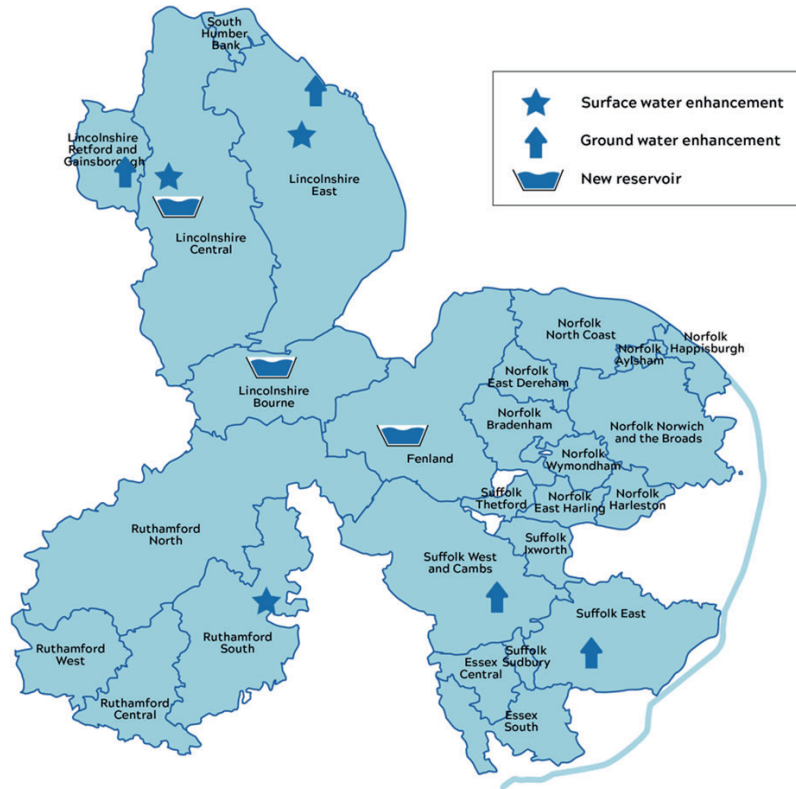 South
Humber
Bank
Surface water enhancement
Ground water enhancement
New reservoir
Lincolnshire
Retford and
Gainsborough
Lincolnshire
East
Lincolnshire
Central
Norfolk
North Coast
Norfolk
Happisburgh
Norfolk
Aylsham
Norfolk
East Dereham
Lincolnshire
Bourne
Norfolk
Bradenham
Norfolk Norwich
and the Broads
Fenland
Norfolk
Wymondham
Suffolk
Thetford
Norfolk
East Harling
Norfolk
Harleston
Ruthamford
North
Suffolk
Ixworth
Suffolk West
and Cambs
Suffolk East
Ruthamford
South
Ruthamford
West
Essex
Central
Suffolk
Sudbury
Ruthamford
Central
Essex
South